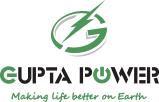 GUPTA POWER
Making life better on Earth